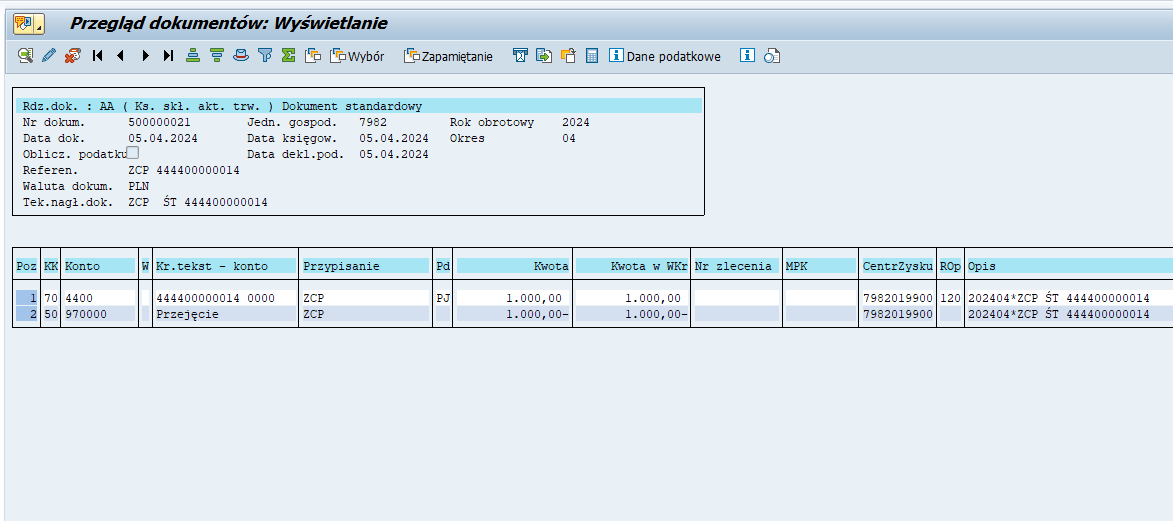 Przegląd dokumentów: Wyświetlanie
Wybór Zapamiętanie Dane podatkowe
Rdz.dok. : AA ( Ks. skł. akt. trw. ) Dokument standardowy
Nr dokum. 500000021 Jedn. gospod. 7982 Rok obrotowy 2024
Data dok. 05.04.2024 Data księgow. 05.04.2024 Okres 04
Oblicz. podatku Data dekl.pod. 05.04.2024
Referen. ZCP 444400000014
Waluta dokum. PLN
Tek.nagł.dok. ZCP ŚT 444400000014
Poz KK Konto W Kr.tekst - konto Przypisanie Pd Kwota Kwota w WKr Nr zlecenia MPK CentrZysku ROp Opis
1 70 4400 444400000014 0000 ZCP PJ 1.000,00 1.000,00 7982019900 120 202404*ZCP ŚT 444400000014
2 50 970000 Przejęcie ZCP 1.000,00- 1.000,00- 7982019900 202404*ZCP ŚT 444400000014